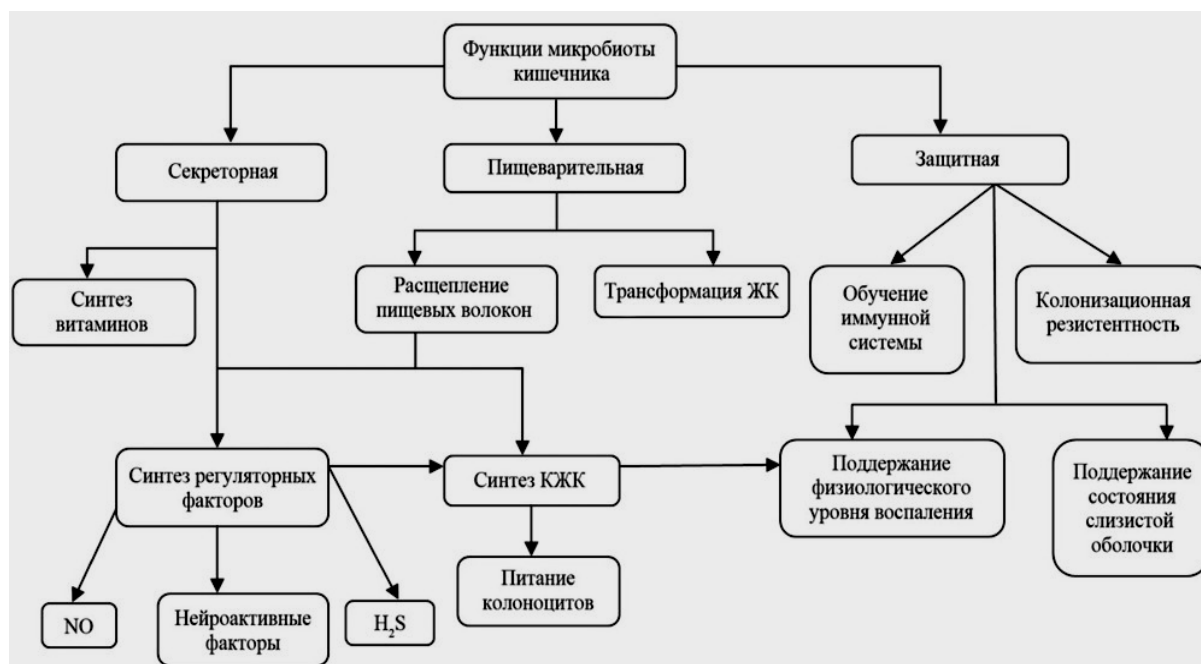 Функции микробиоты
кишечника
Секреторная
Пищеварительная
Защитная
Синтез
витаминов
Расщепление
пищевых волокон
Трансформация ЖК
Обучение
иммунной
системы
Колонизационная
резистентность
Синтез регуляторных
факторов
Синтез КЖК
Поддержание
физиологического
уровня воспаления
Поддержание
состояния
слизистой
оболочки
NO
Нейроактивные
факторы
H₂S
Питание
колоноцитов